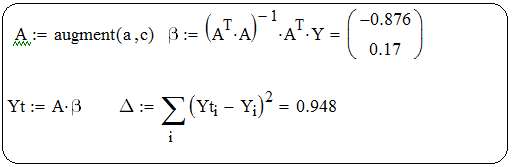 A := augment(a ,c) β := (Aᵀ·A)⁻¹·Aᵀ·Y = (−0.876 0.17)
Yt := A·β Δ := ∑ᵢ (Ytᵢ − Yᵢ)² = 0.948